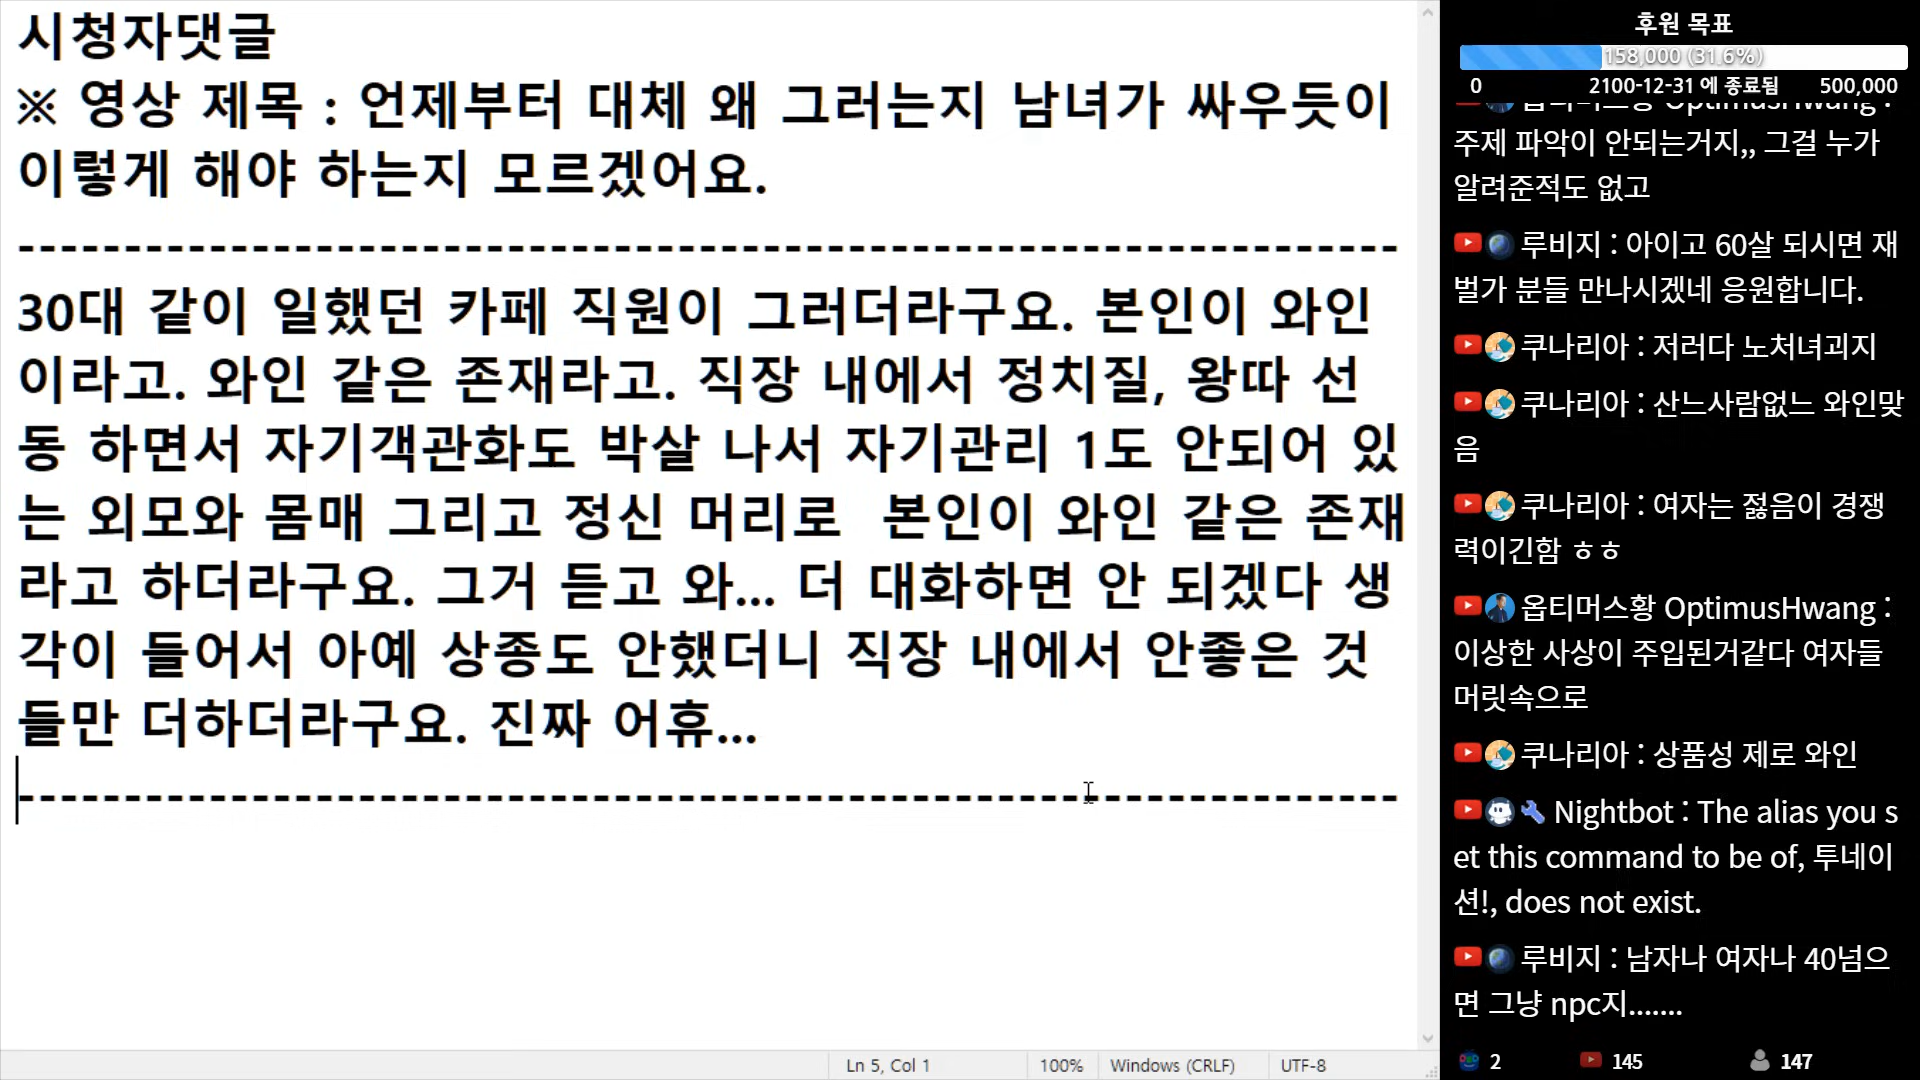 시청자댓글
※ 영상 제목 : 언제부터 대체 왜 그러는지 남녀가 싸우듯이
이렇게 해야 하는지 모르겠어요.
------------------------------------------------------------------
30대 같이 일했던 카페 직원이 그러더라구요. 본인이 와인
이라고. 와인 같은 존재라고. 직장 내에서 정치질, 왕따 선
동 하면서 자기객관화도 박살 나서 자기관리 1도 안되어 있
는 외모와 몸매 그리고 정신 머리로  본인이 와인 같은 존재
라고 하더라구요. 그거 듣고 와... 더 대화하면 안 되겠다 생
각이 들어서 아예 상종도 안했더니 직장 내에서 안좋은 것
들만 더하더라구요. 진짜 어휴...
------------------------------------------------------------------
Ln 5, Col 1
100%
Windows (CRLF)
UTF-8
후원 목표
158,000 (31.6%)
0
2100-12-31 에 종료됨
500,000
옵티머스황 OptimusHwang :
주제 파악이 안되는거지,, 그걸 누가
알려준적도 없고
루비지 : 아이고 60살 되시면 재
벌가 분들 만나시겠네 응원합니다.
쿠나리아 : 저러다 노처녀괴지
쿠나리아 : 산느사람없느 와인맞
음
쿠나리아 : 여자는 젊음이 경쟁
력이긴함 ㅎㅎ
옵티머스황 OptimusHwang :
이상한 사상이 주입된거같다 여자들
머릿속으로
쿠나리아 : 상품성 제로 와인
Nightbot : The alias you s
et this command to be of, 투네이
션!, does not exist.
루비지 : 남자나 여자나 40넘으
면 그냥 npc지.......
2
145
147